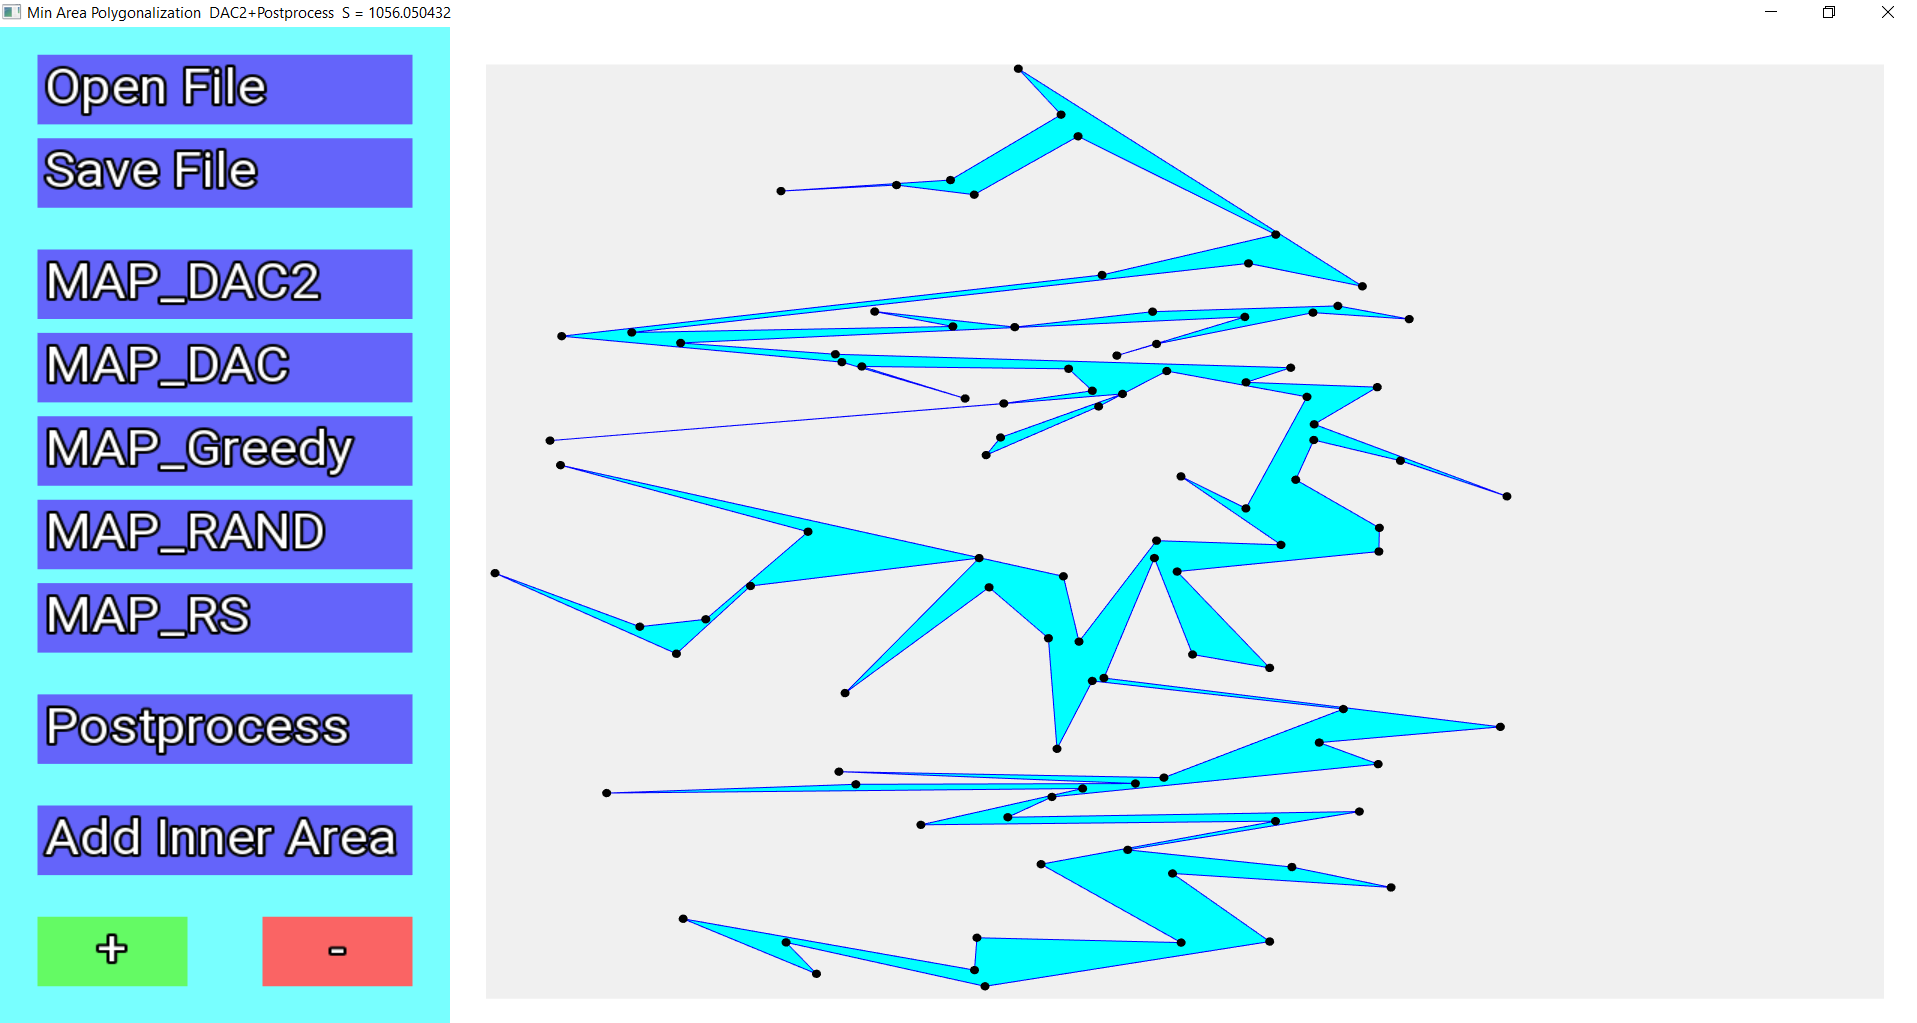 Min Area Polygonalization  DAC2+Postprocess  S = 1056.050432
Open File
Save File
MAP_DAC2
MAP_DAC
MAP_Greedy
MAP_RAND
MAP_RS
Postprocess
Add Inner Area
+ -